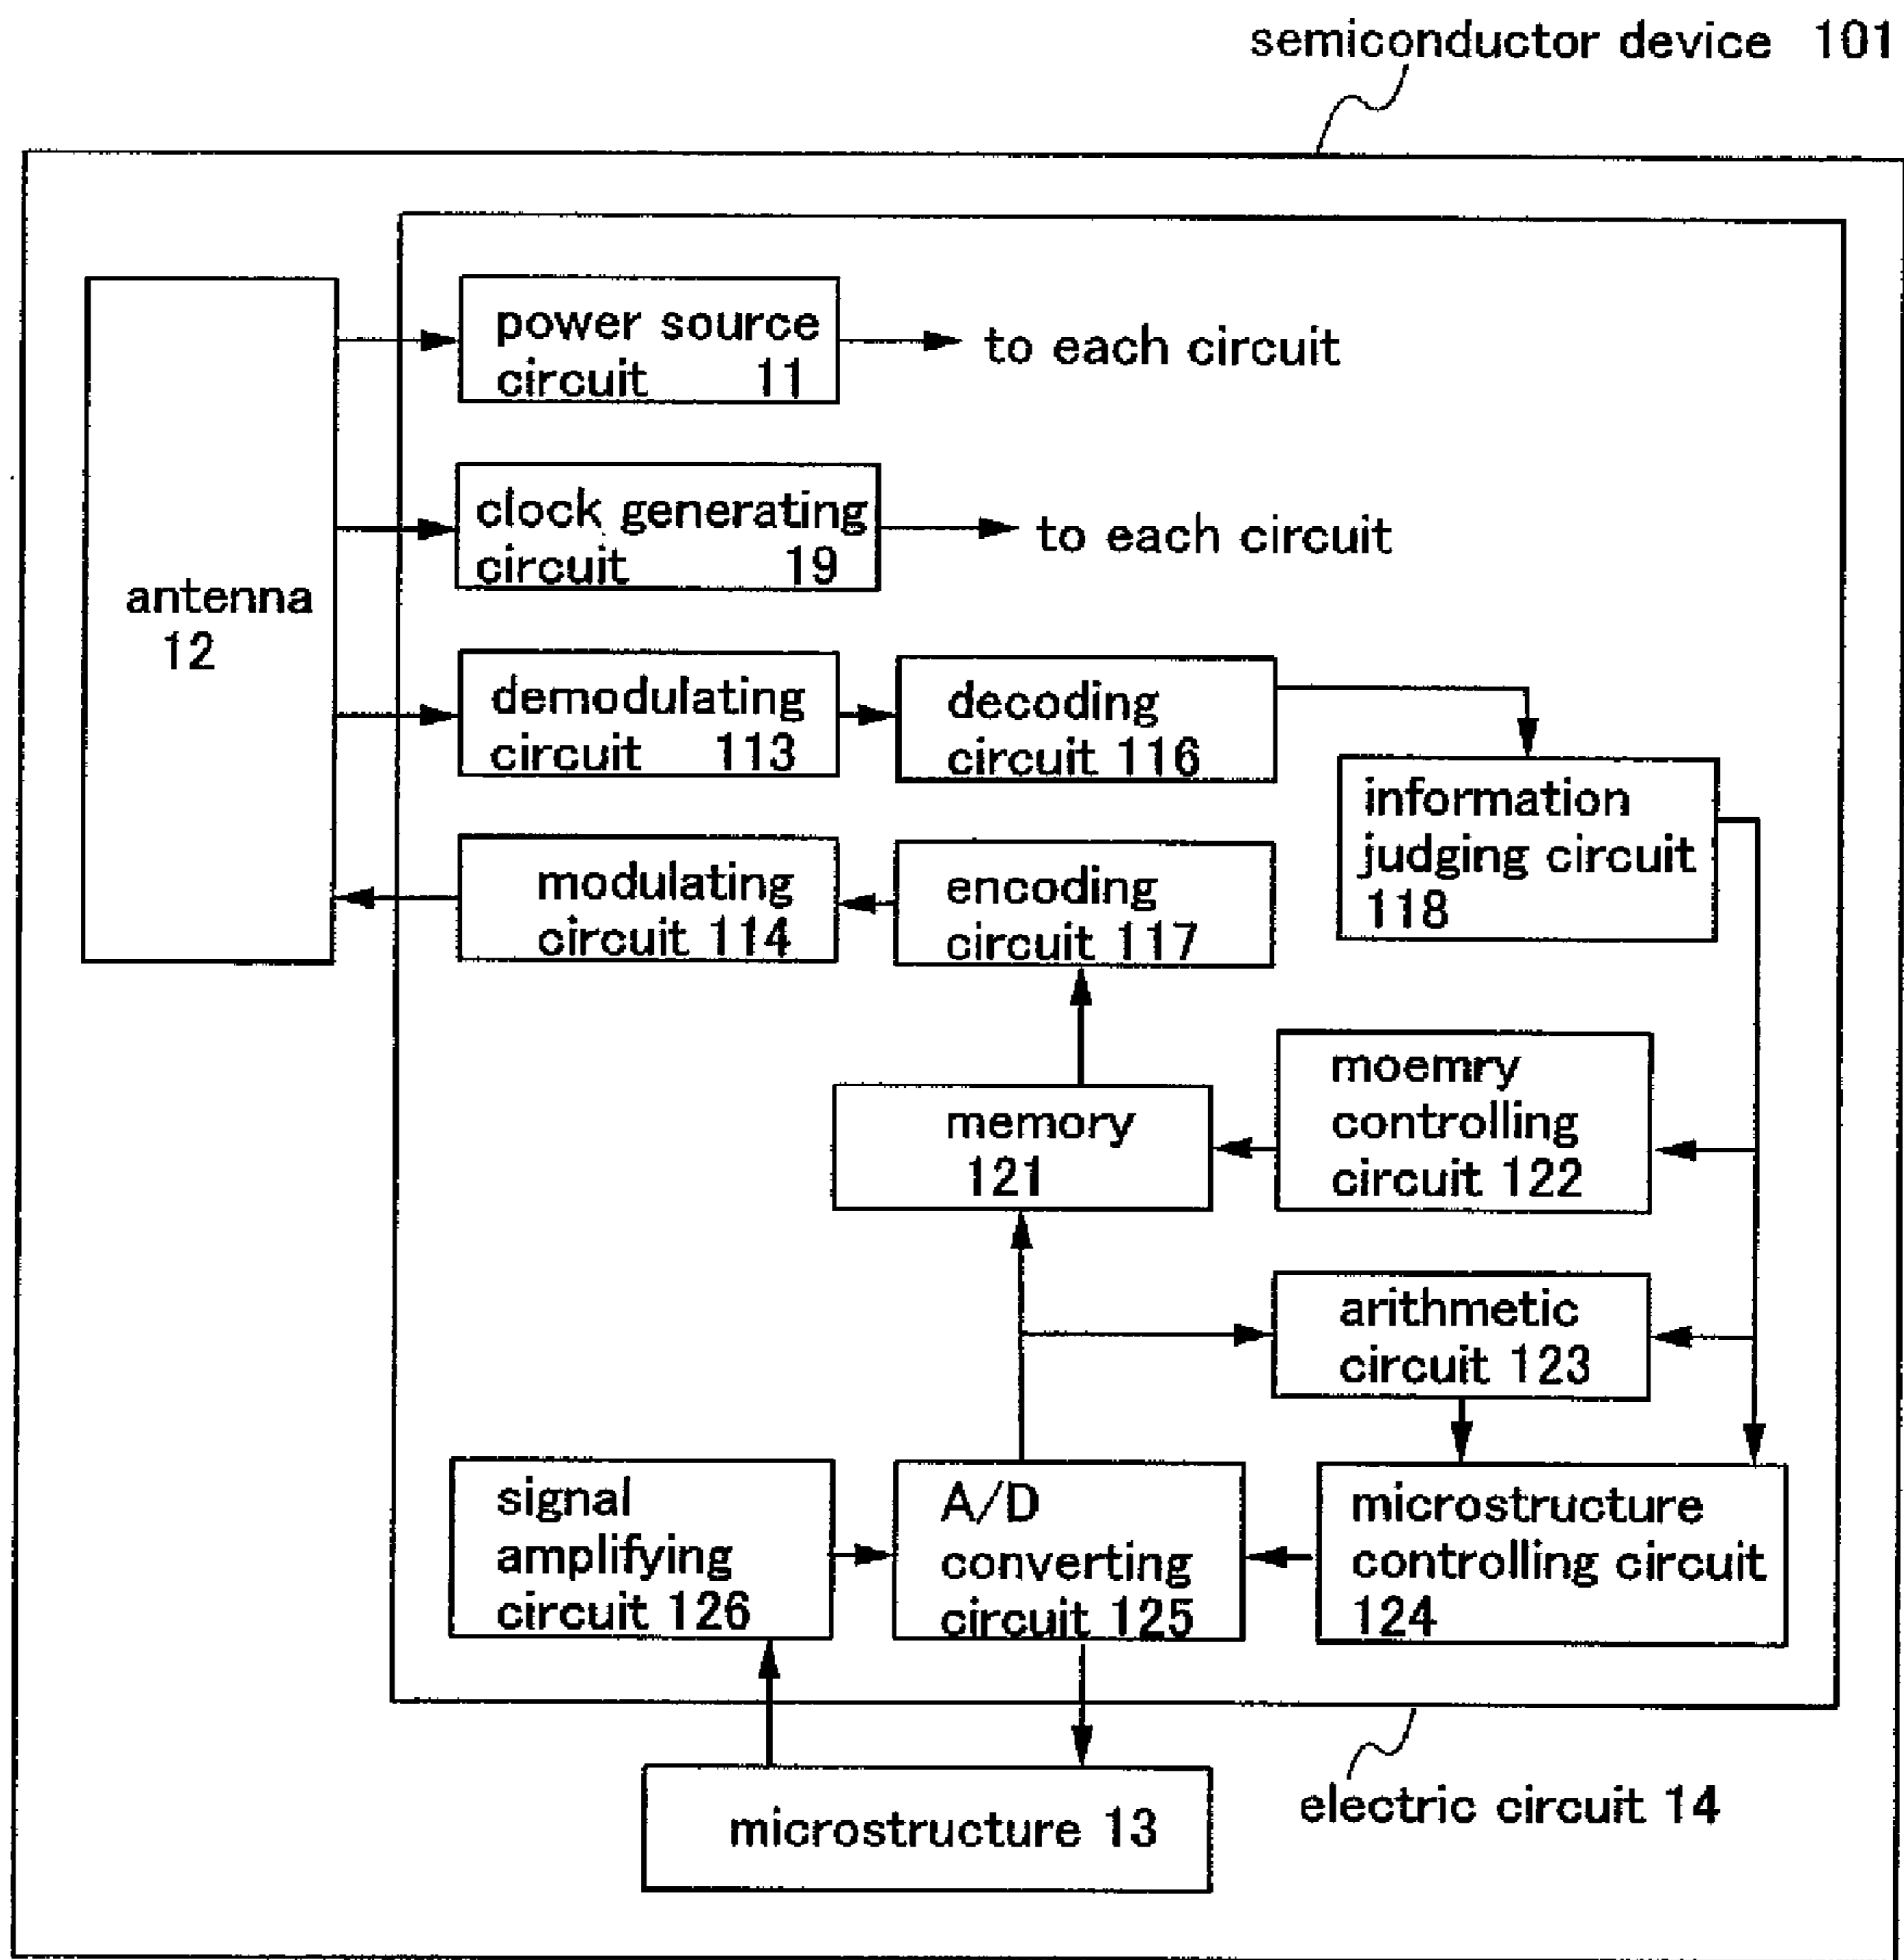 semiconductor device 101
power source
circuit 11
to each circuit
clock generating
circuit 19
to each circuit
antenna
12
demodulating
circuit 113
decoding
circuit 116
information
judging circuit
118
modulating
circuit 114
encoding
circuit 117
moemry
controlling
circuit 122
memory
121
arithmetic
circuit 123
signal
amplifying
circuit 126
A/D
converting
circuit 125
microstructure
controlling circuit
124
electric circuit 14
microstructure 13